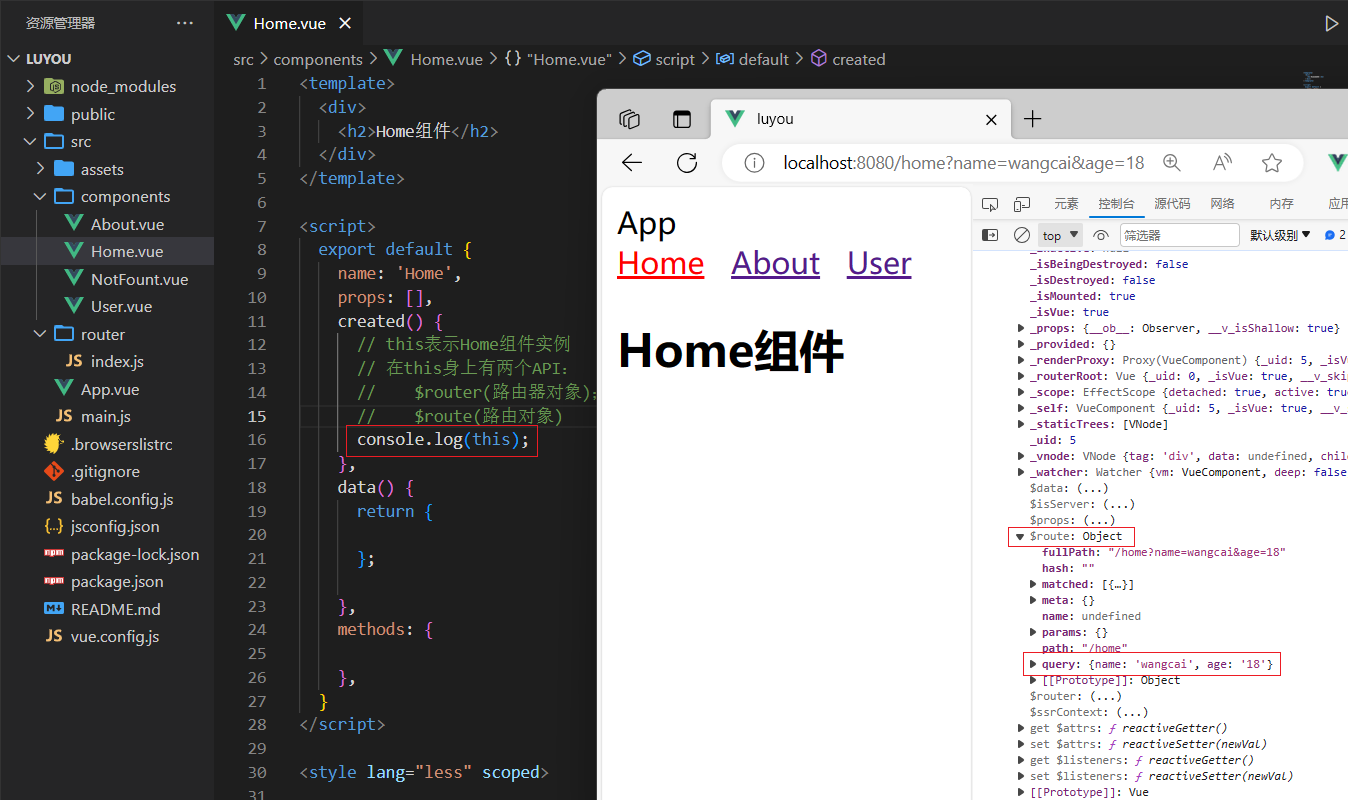 资源管理器
LUYOU
node_modules
public
src
assets
components
About.vue
Home.vue
NotFount.vue
User.vue
router
index.js
App.vue
main.js
.browserslistrc
.gitignore
babel.config.js
jsconfig.json
package-lock.json
package.json
README.md
vue.config.js
Home.vue
src > components > Home.vue > {} "Home.vue" > script > default > created
1 <template>
2 <div>
3 <h2>Home组件</h2>
4 </div>
5 </template>
6
7 <script>
8 export default {
9 name: 'Home',
10 props: [],
11 created() {
12 // this表示Home组件实例
13 // 在this身上有两个API:
14 // $router(路由器对象);
15 // $route(路由对象)
16 console.log(this);
17 },
18 data() {
19 return {
20
21 };
22
23 },
24 methods: {
25
26 },
27 }
28 </script>
29
30 <style lang="less" scoped>
31
luyou
localhost:8080/home?name=wangcai&age=18
App
Home About User
Home组件
元素 控制台 源代码 网络 内存 应用
top 筛选器 默认级别 2
_isBeingDestroyed: false
_isDestroyed: false
_isMounted: true
_isVue: true
_props: {__ob__: Observer, __v_isShallow: true}
_provided: {}
_renderProxy: Proxy(VueComponent) {_uid: 5, _isV
_routerRoot: Vue {_uid: 0, _isVue: true, __v_ski
_scope: EffectScope {detached: true, active: true
_self: VueComponent {_uid: 5, _isVue: true, __v_
_staticTrees: [VNode]
_uid: 5
_vnode: VNode {tag: 'div', data: undefined, chil
_watcher: Watcher {vm: VueComponent, deep: false
$data: (...)
$isServer: (...)
$props: (...)
$route: Object
fullPath: "/home?name=wangcai&age=18"
hash: ""
matched: [{…}]
meta: {}
name: undefined
params: {}
path: "/home"
query: {name: 'wangcai', age: '18'}
[[Prototype]]: Object
$router: (...)
$ssrContext: (...)
get $attrs: ƒ reactiveGetter()
set $attrs: ƒ reactiveSetter(newVal)
get $listeners: ƒ reactiveGetter()
set $listeners: ƒ reactiveSetter(newVal)
[[Prototype]]: Vue